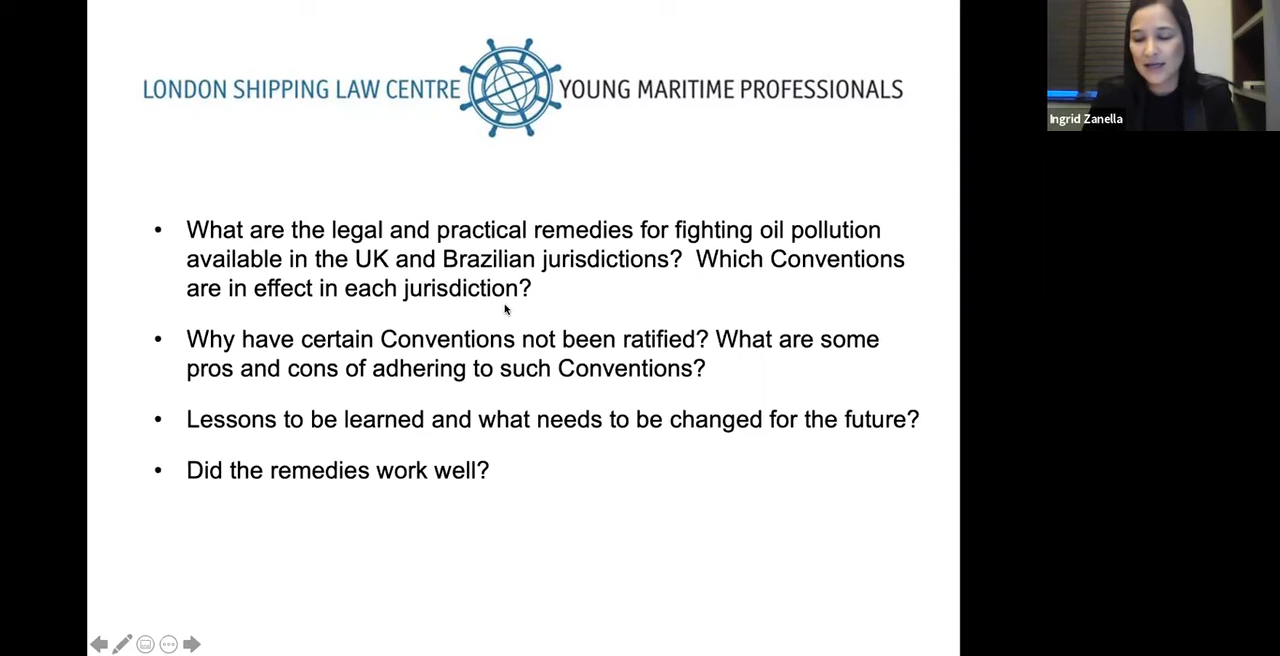 LONDON SHIPPING LAW CENTRE YOUNG MARITIME PROFESSIONALS
Ingrid Zanella
• What are the legal and practical remedies for fighting oil pollution
available in the UK and Brazilian jurisdictions? Which Conventions
are in effect in each jurisdiction?
• Why have certain Conventions not been ratified? What are some
pros and cons of adhering to such Conventions?
• Lessons to be learned and what needs to be changed for the future?
• Did the remedies work well?